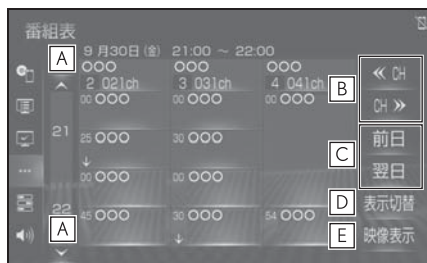 番組表
A 9月30日(金) 21:00 ~ 22:00
OOO OOO OOO
2 021ch 3 031ch 4 041ch
B << CH
CH >>
00 OOO 00 OOO 00 OOO
21 25 OOO 30 OOO
C 前日
翌日
00 OOO 00 OOO
D 表示切替
22 45 OOO 30 OOO 54 OOO
A
E 映像表示